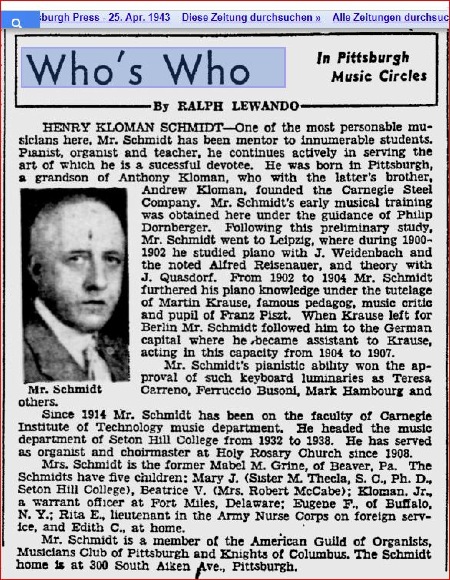 sburgh Press - 25. Apr. 1943 Diese Zeitung durchsuchen » Alle Zeitungen durchsuc
Who's Who
In Pittsburgh
Music Circles
By RALPH LEWANDO
HENRY KLOMAN SCHMIDT—One of the most personable mu-
sicians here, Mr. Schmidt has been mentor to innumerable students.
Pianist, organist and teacher, he continues actively in serving the
art of which he is a sucessful devotee. He was born in Pittsburgh,
a grandson of Anthony Kloman, who with the latter's brother,
Andrew Kloman, founded the Carnegie Steel
Company. Mr. Schmidt's early musical training
was obtained here under the guidance of Philip
Dornberger. Following this preliminary study,
Mr. Schmidt went to Leipzig, where during 1900-
1902 he studied piano with J. Weidenbach and
the noted Alfred Reisenauer, and theory with
J. Quasdorf. From 1902 to 1904 Mr. Schmidt
furthered his piano knowledge under the tutelage
of Martin Krause, famous pedagog, music critic
and pupil of Franz Piszt. When Krause left for
Berlin Mr. Schmidt followed him to the German
capital where he became assistant to Krause,
acting in this capacity from 1904 to 1907.
Mr. Schmidt's pianistic ability won the ap-
proval of such keyboard luminaries as Teresa
Carreno, Ferruccio Busoni, Mark Hambourg and
Mr. Schmidt
others.
Since 1914 Mr. Schmidt has been on the faculty of Carnegie
Institute of Technology music department. He headed the music
department of Seton Hill College from 1932 to 1938. He has served
as organist and choirmaster at Holy Rosary Church since 1908.
Mrs. Schmidt is the former Mabel M. Grine, of Beaver, Pa. The
Schmidts have five children: Mary J. (Sister M. Thecla, S. C., Ph. D.,
Seton Hill College), Beatrice V. (Mrs. Robert McCabe); Kloman, Jr.,
a warrant officer at Fort Miles, Delaware; Eugene F., of Buffalo,
N. Y.; Rita E., lieutenant in the Army Nurse Corps on foreign serv-
ice, and Edith C., at home.
Mr. Schmidt is a member of the American Guild of Organists,
Musicians Club of Pittsburgh and Knights of Columbus. The Schmidt
home is at 300 South Aiken Ave., Pittsburgh.